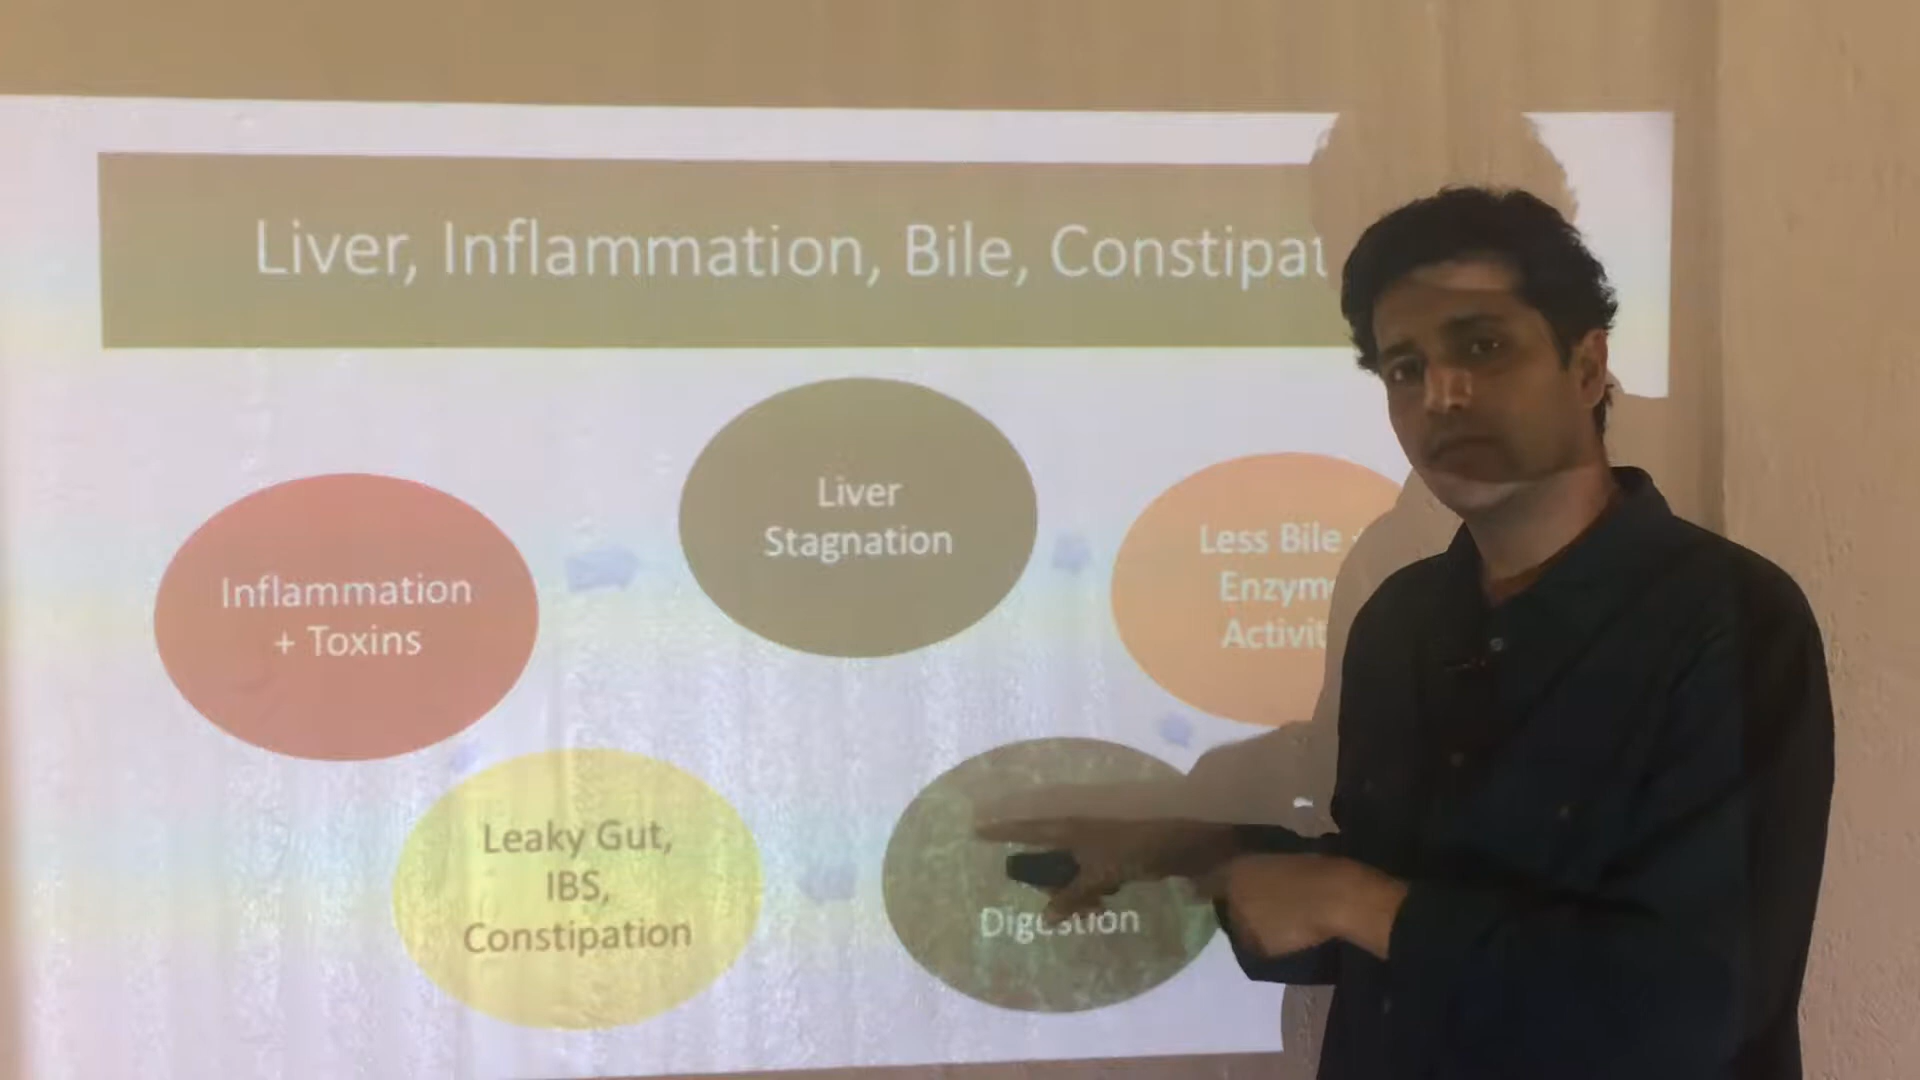 Liver, Inflammation, Bile, Constipat
Inflammation
+ Toxins
Liver
Stagnation
Less Bile
Enzym
Activit
Digestion
Leaky Gut,
IBS,
Constipation